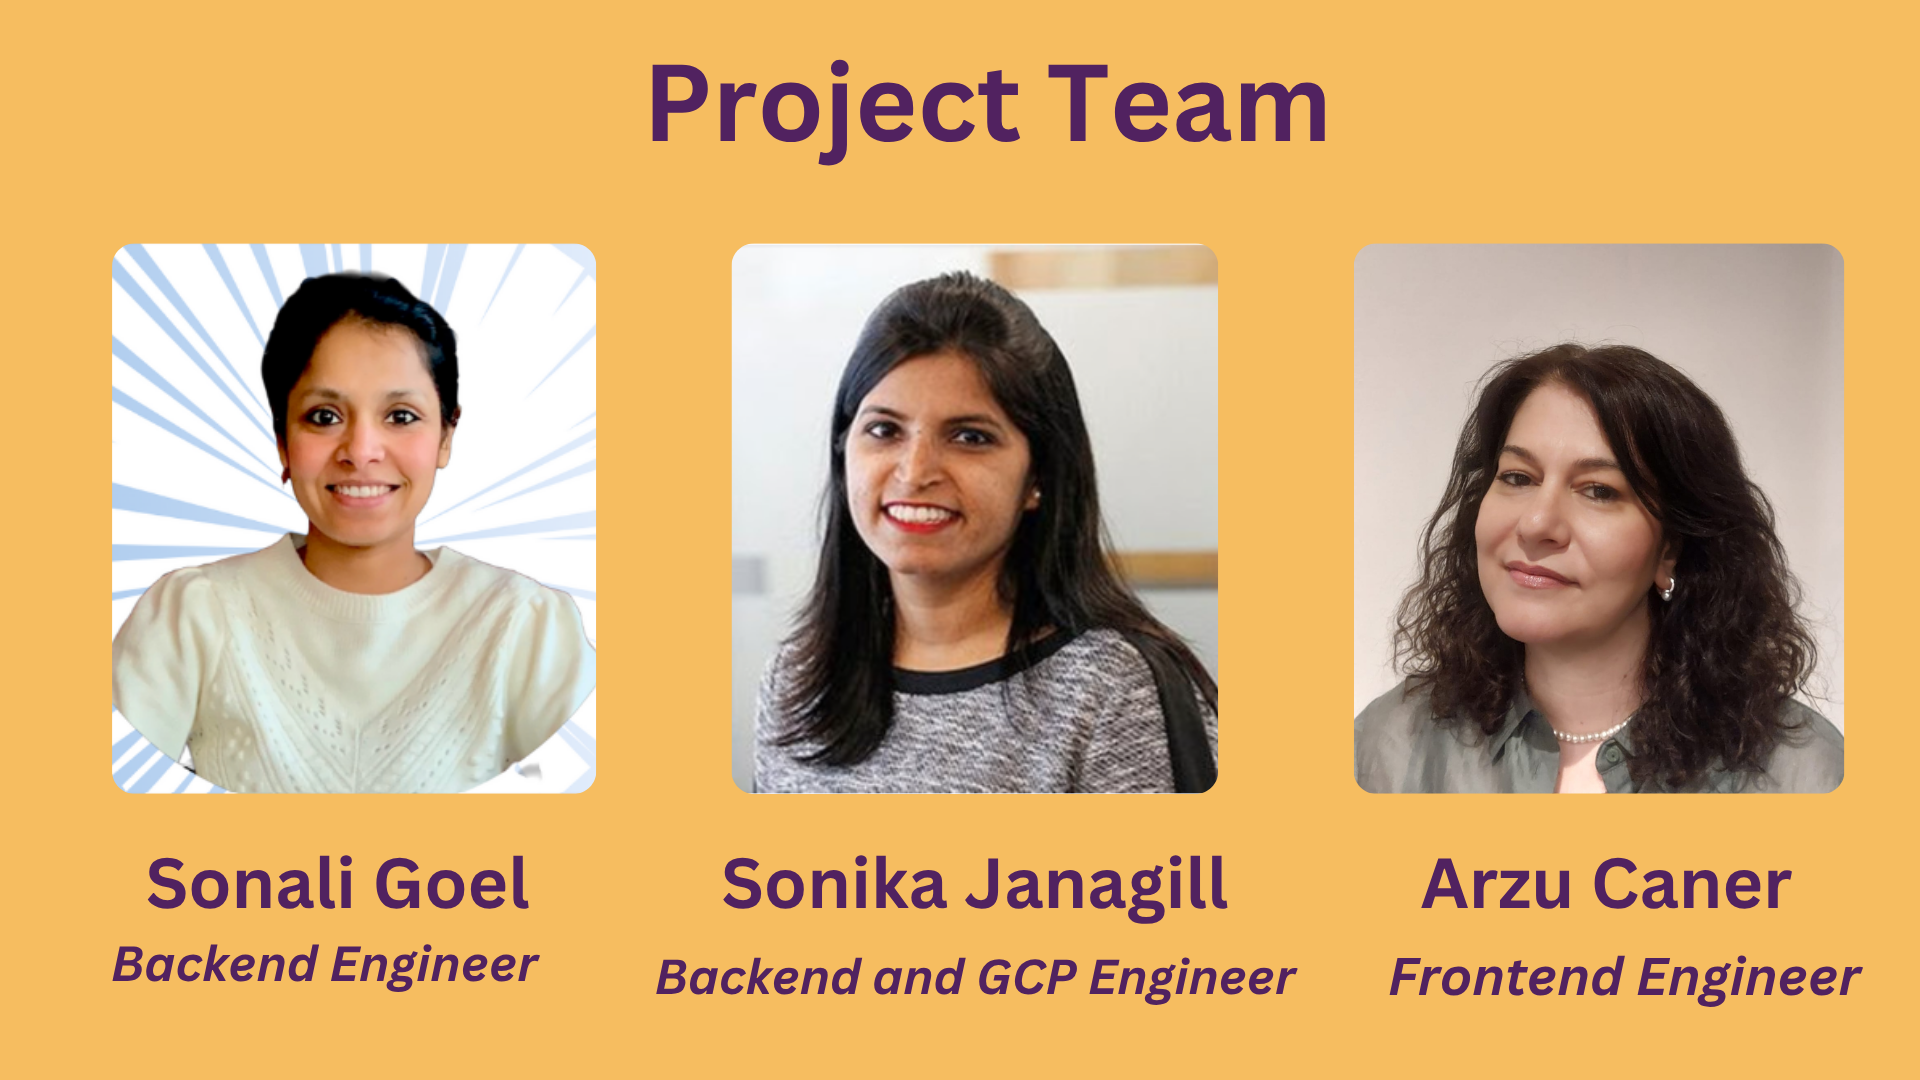 Project Team
Sonali Goel
Backend Engineer
Sonika Janagill
Backend and GCP Engineer
Arzu Caner
Frontend Engineer